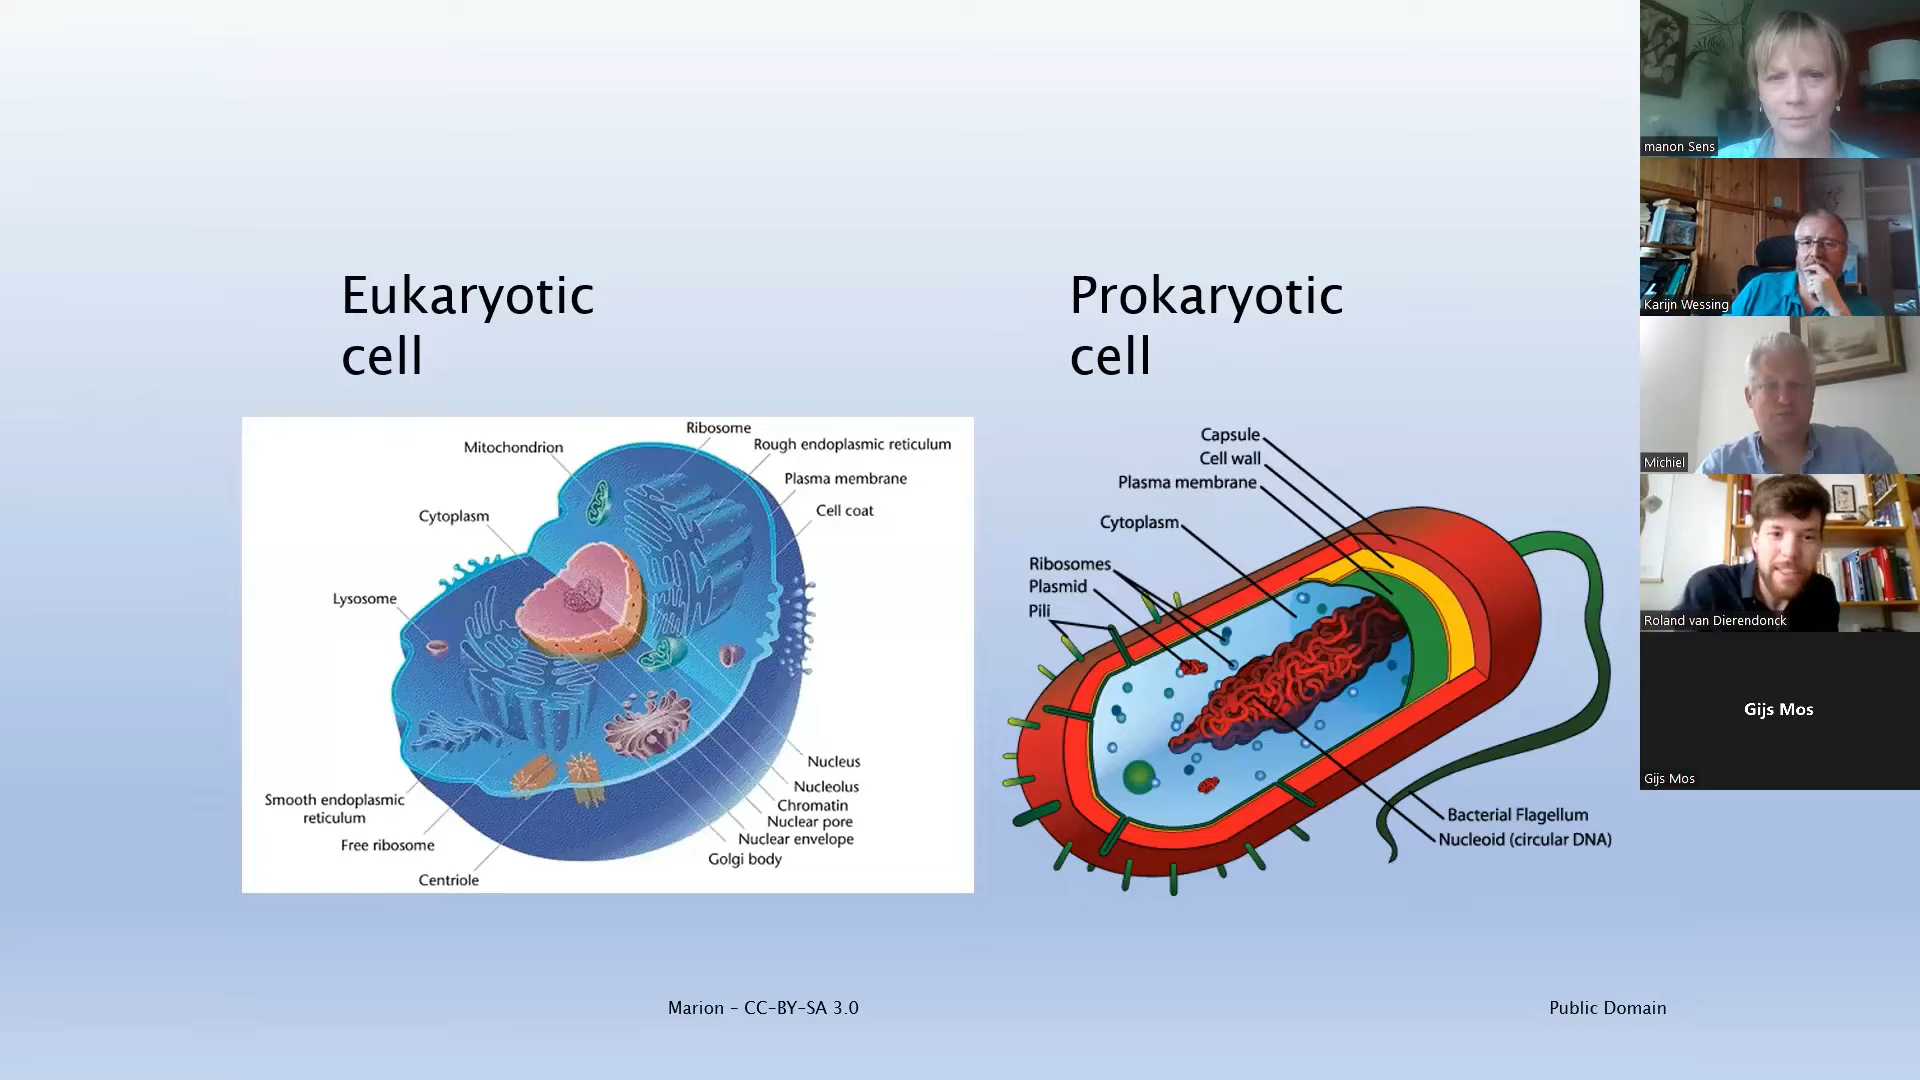 Eukaryotic
cell
Prokaryotic
cell
Ribosome
Mitochondrion
Rough endoplasmic reticulum
Plasma membrane
Cell coat
Cytoplasm
Lysosome
Nucleus
Nucleolus
Chromatin
Nuclear pore
Nuclear envelope
Golgi body
Smooth endoplasmic
reticulum
Free ribosome
Centriole
Capsule
Cell wall
Plasma membrane
Cytoplasm
Ribosomes
Plasmid
Pili
Bacterial Flagellum
Nucleoid (circular DNA)
Marion – CC-BY-SA 3.0
Public Domain
manon Sens
Karijn Wessing
Michiel
Roland van Dierendonck
Gijs Mos
Gijs Mos